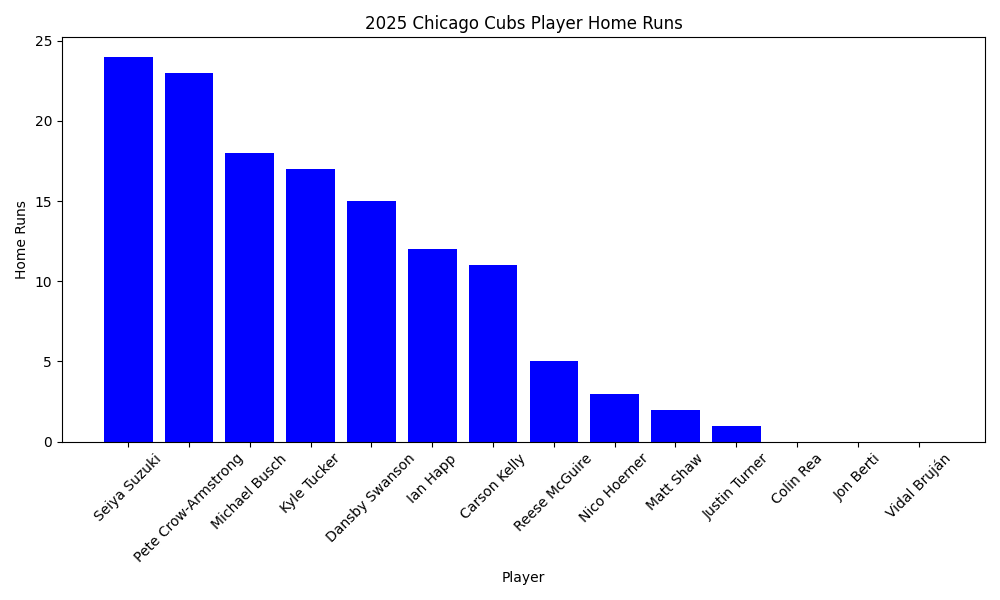 2025 Chicago Cubs Player Home Runs
Home Runs
25
20
15
10
5
0
Seiya Suzuki
Pete Crow-Armstrong
Michael Busch
Kyle Tucker
Dansby Swanson
Ian Happ
Carson Kelly
Reese McGuire
Nico Hoerner
Matt Shaw
Justin Turner
Colin Rea
Jon Berti
Vidal Bruján
Player